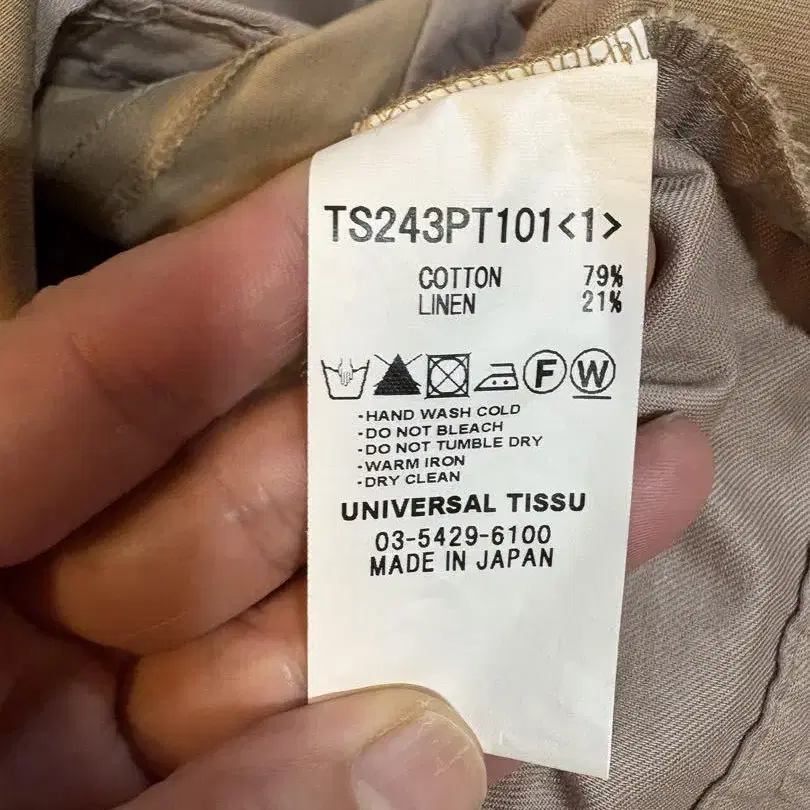 TS243PT101<1>
COTTON 79%
LINEN 21%
F W
-HAND WASH COLD
-DO NOT BLEACH
-DO NOT TUMBLE DRY
-WARM IRON
-DRY CLEAN
UNIVERSAL TISSU
03-5429-6100
MADE IN JAPAN